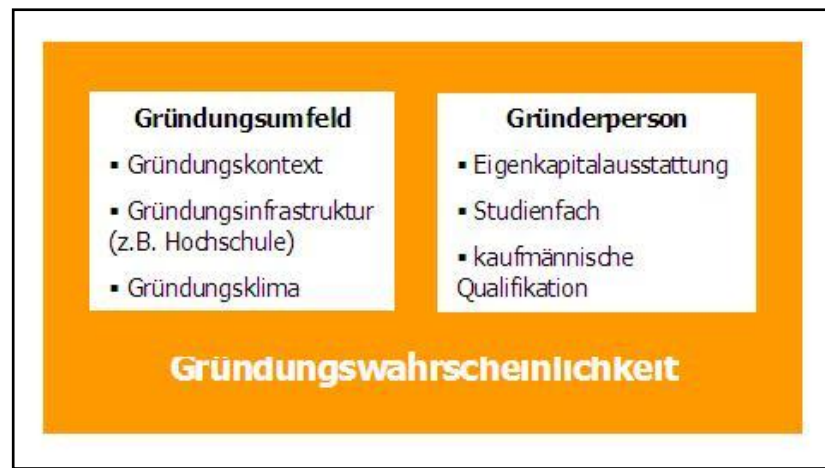 Gründungsumfeld
▪ Gründungskontext
▪ Gründungsinfrastruktur
(z.B. Hochschule)
▪ Gründungsklima
Gründerperson
▪ Eigenkapitalausstattung
▪ Studienfach
▪ kaufmännische
Qualifikation
Gründungswahrscheinlichkeit